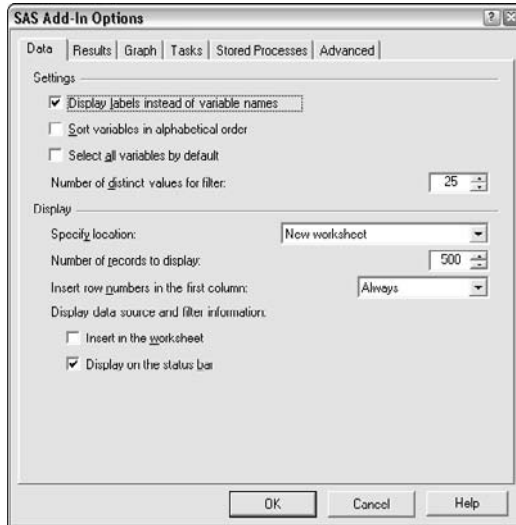 SAS Add-In Options
Data Results Graph Tasks Stored Processes Advanced
Settings
Display labels instead of variable names
Sort variables in alphabetical order
Select all variables by default
Number of distinct values for filter: 25
Display
Specify location: New worksheet
Number of records to display: 500
Insert row numbers in the first column: Always
Display data source and filter information:
Insert in the worksheet
Display on the status bar
OK Cancel Help